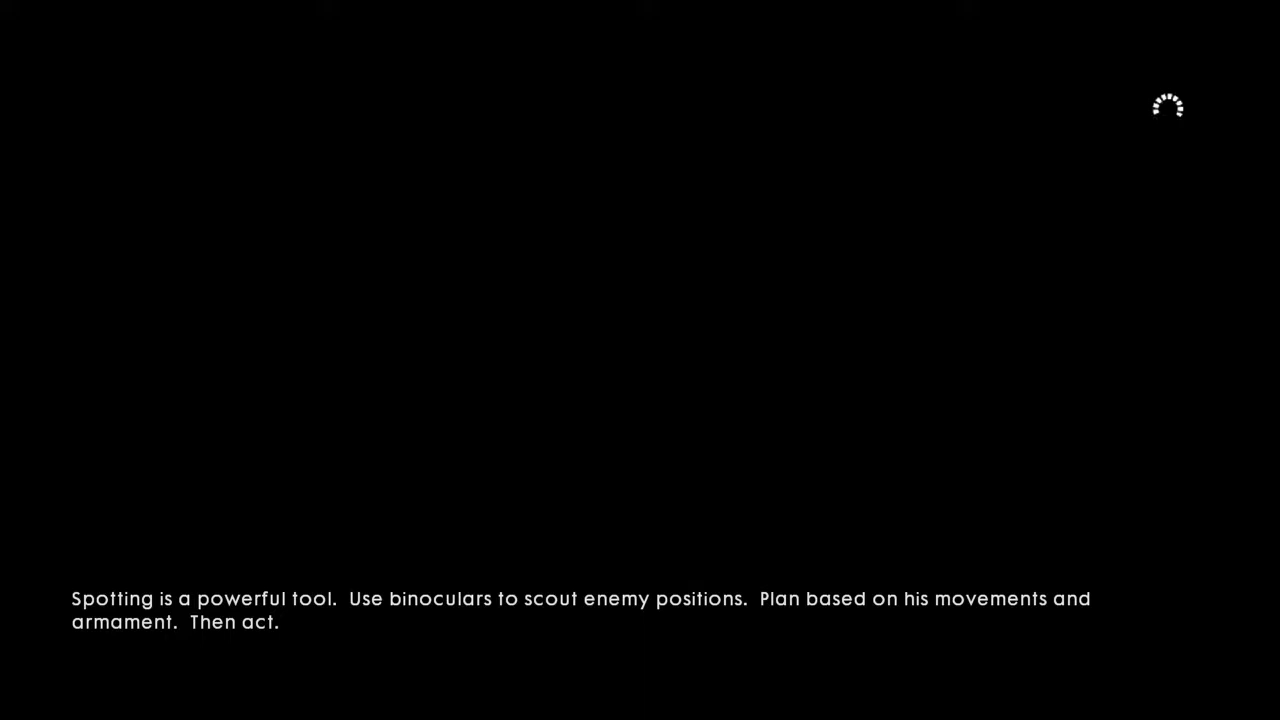 Spotting is a powerful tool.  Use binoculars to scout enemy positions.  Plan based on his movements and
armament.  Then act.